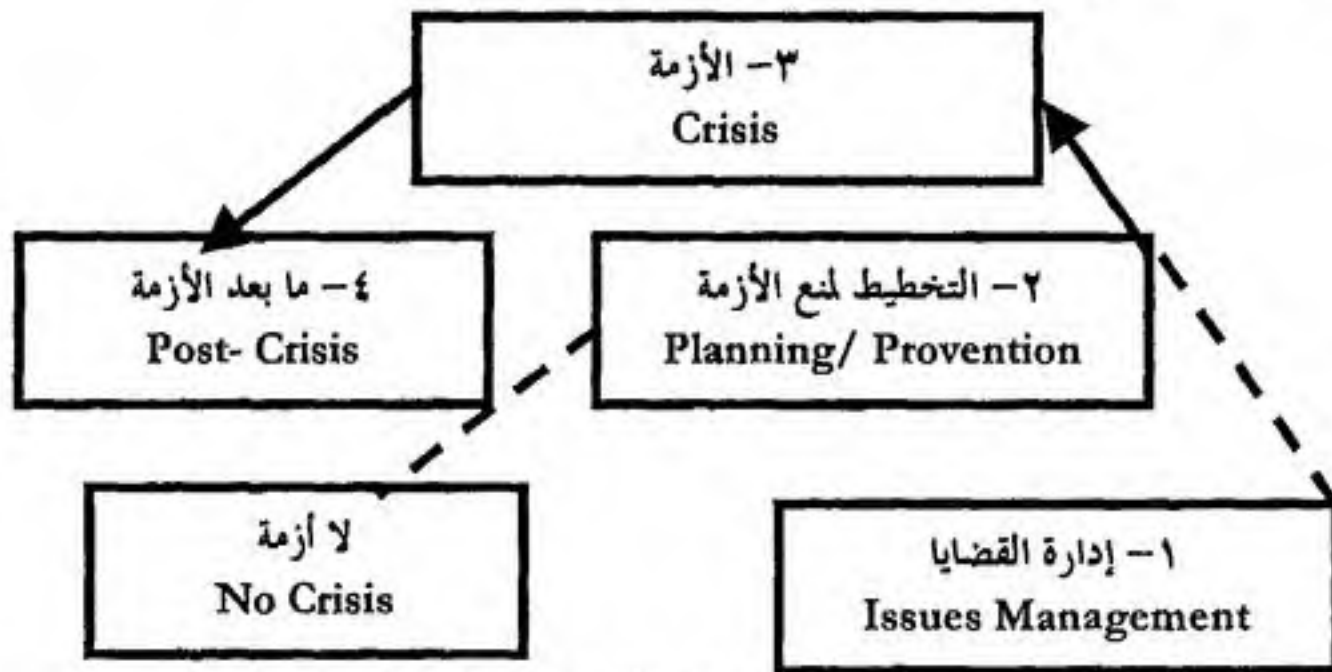 ٣- الأزمة
Crisis
٤- ما بعد الأزمة
Post- Crisis
٢- التخطيط لمنع الأزمة
Planning/ Provention
لا أزمة
No Crisis
١- إدارة القضايا
Issues Management